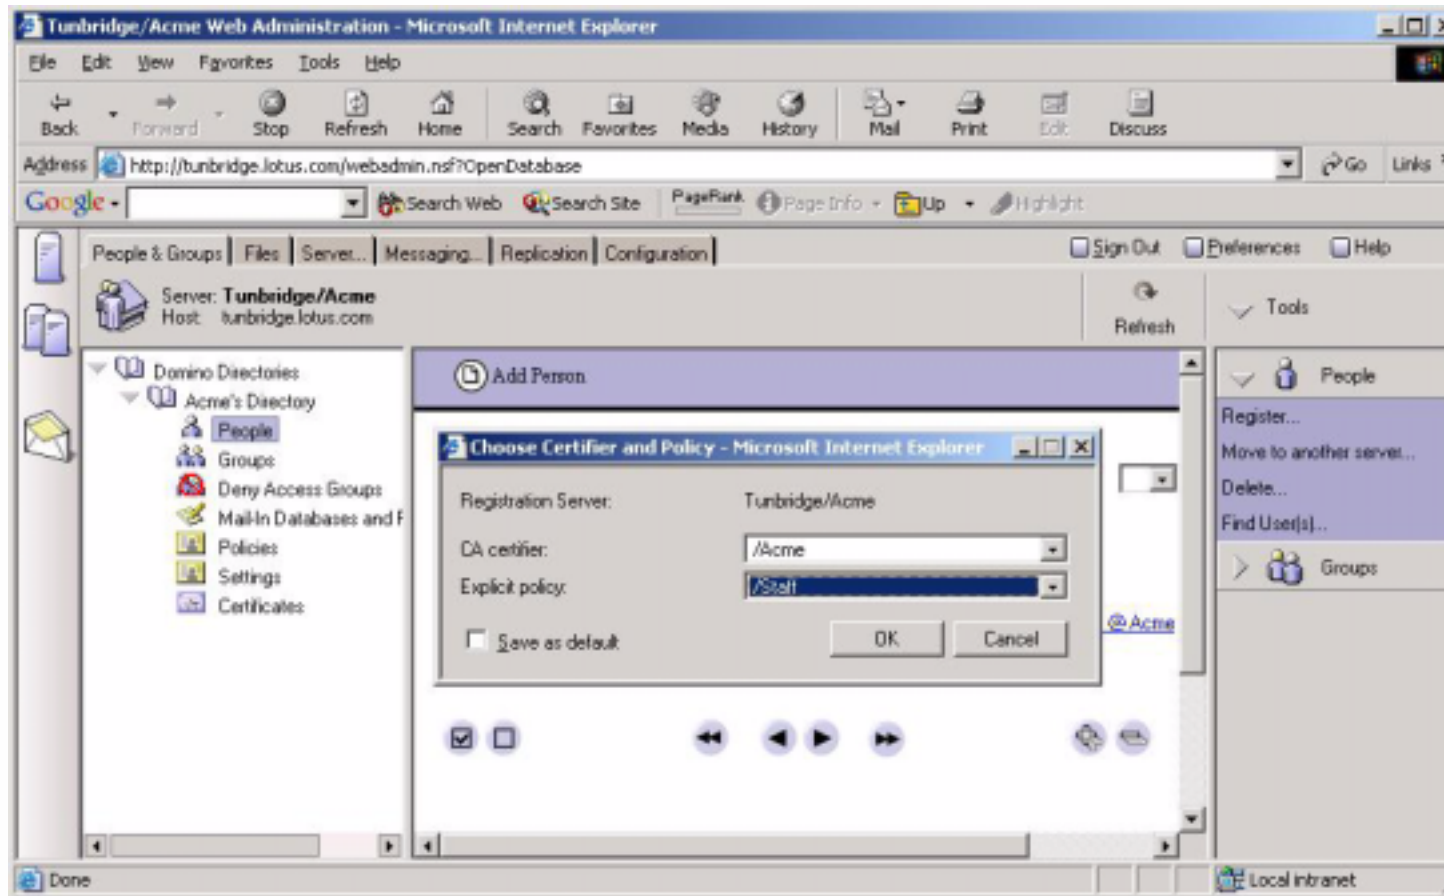 Tunbridge/Acme Web Administration - Microsoft Internet Explorer
File Edit View Favorites Tools Help
Back Forward Stop Refresh Home Search Favorites Media History Mail Print Edit Discuss
Address http://tunbridge.lotus.com/webadmin.nsf?OpenDatabase Go Links
Google Search Web Search Site PageRank Page Info Up Highlight
People & Groups Files Server... Messaging... Replication Configuration Sign Out Preferences Help
Server: Tunbridge/Acme
Host: tunbridge.lotus.com
Refresh
Tools
Domino Directories
Acme's Directory
People
Groups
Deny Access Groups
Mail-In Databases and
Policies
Settings
Certificates
Add Person
Choose Certifier and Policy - Microsoft Internet Explorer
Registration Server: Tunbridge/Acme
CA certifier: /Acme
Explicit policy: /Staff
Save as default OK Cancel
@Acme
People
Register...
Move to another server...
Delete...
Find User(s)...
Groups
Done Local intranet